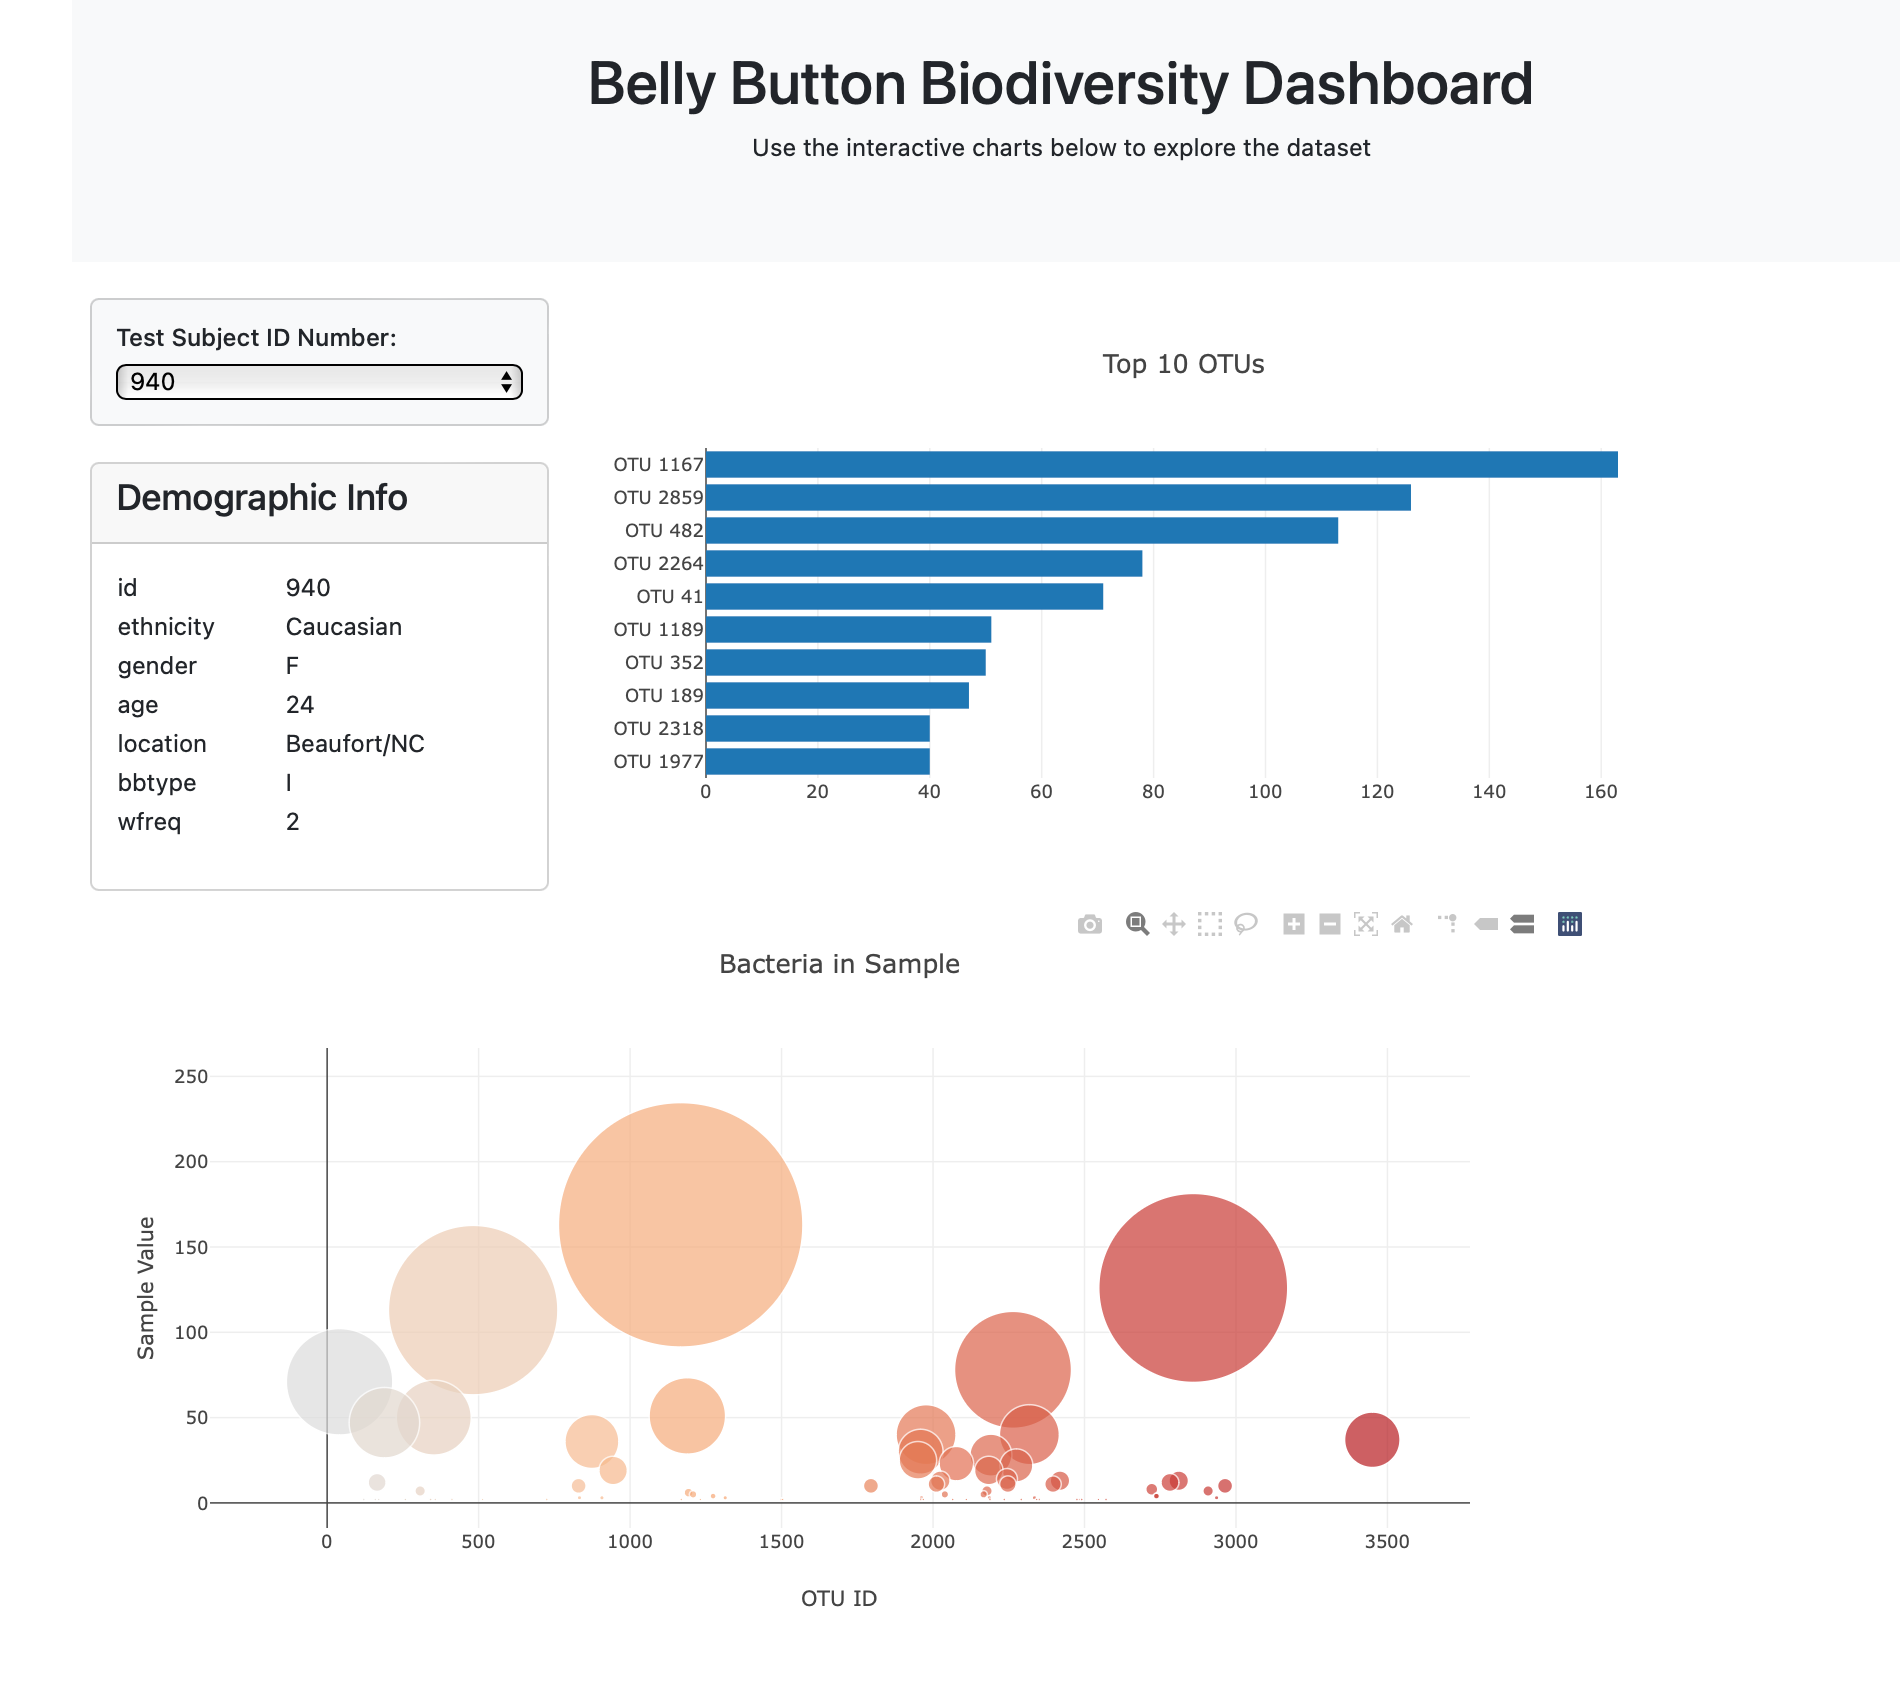 Belly Button Biodiversity Dashboard
Use the interactive charts below to explore the dataset
Test Subject ID Number:
940
Demographic Info
id 940
ethnicity Caucasian
gender F
age 24
location Beaufort/NC
bbtype I
wfreq 2
Top 10 OTUs
OTU 1167
OTU 2859
OTU 482
OTU 2264
OTU 41
OTU 1189
OTU 352
OTU 189
OTU 2318
OTU 1977
0 20 40 60 80 100 120 140 160
Bacteria in Sample
Sample Value
250
200
150
100
50
0
0 500 1000 1500 2000 2500 3000 3500
OTU ID